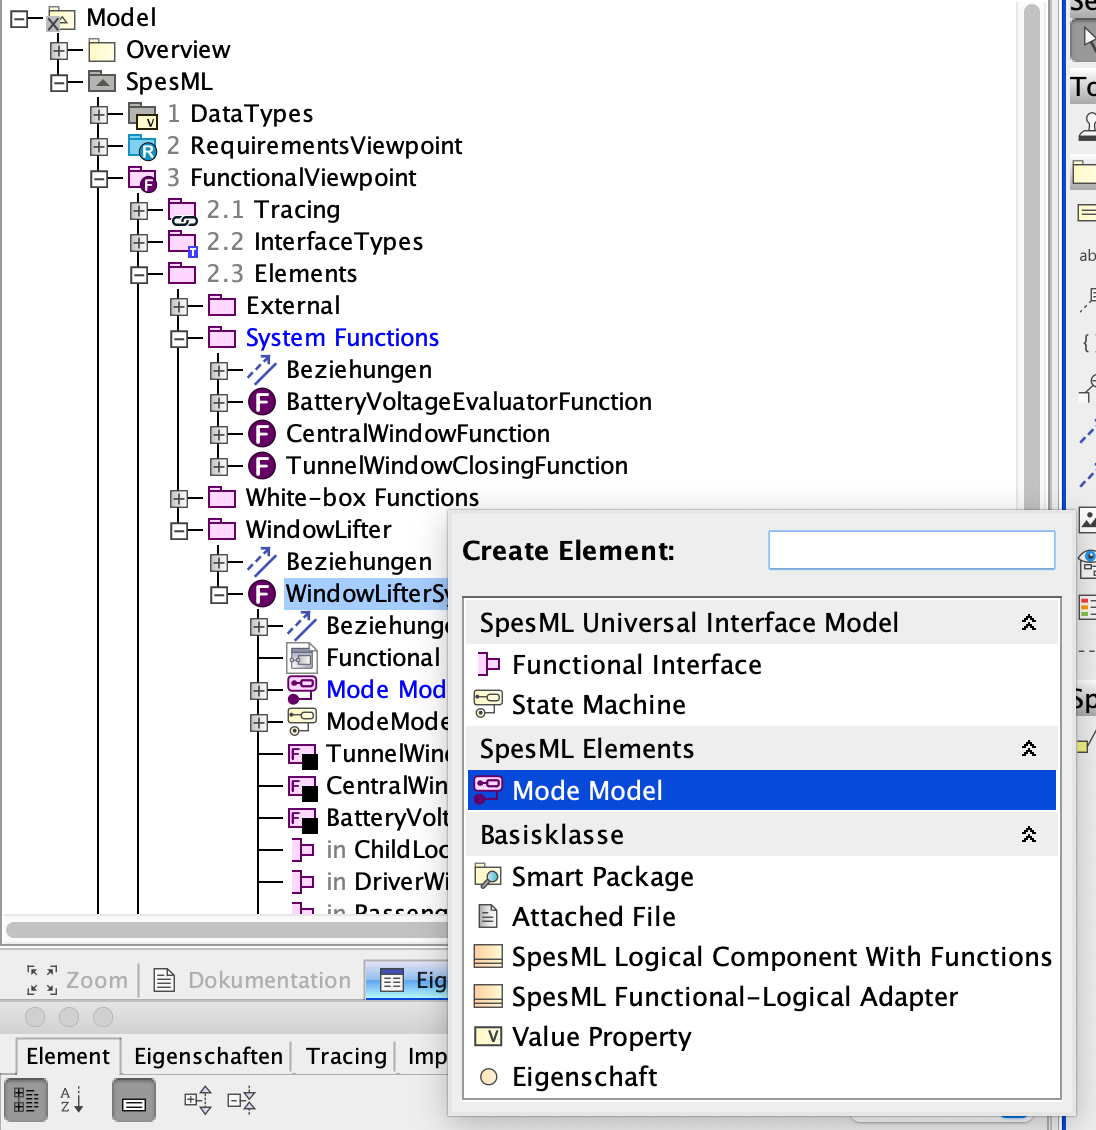 Model
Overview
SpesML
1 DataTypes
2 RequirementsViewpoint
3 FunctionalViewpoint
2.1 Tracing
2.2 InterfaceTypes
2.3 Elements
External
System Functions
Beziehungen
BatteryVoltageEvaluatorFunction
CentralWindowFunction
TunnelWindowClosingFunction
White-box Functions
WindowLifter
Beziehungen
WindowLifterSy
Beziehunge
Functional
Mode Mod
ModeMode
TunnelWind
CentralWin
BatteryVolt
in ChildLoc
in DriverWi
in Passeng
Create Element:
SpesML Universal Interface Model
Functional Interface
State Machine
SpesML Elements
Mode Model
Basisklasse
Smart Package
Attached File
SpesML Logical Component With Functions
SpesML Functional-Logical Adapter
Value Property
Eigenschaft
Zoom
Dokumentation
Eig
Element
Eigenschaften
Tracing
Imp
Se
To
ab
Sp